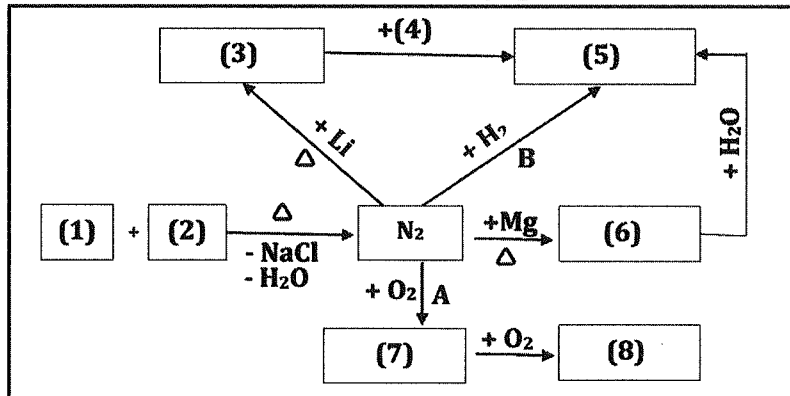 +(4)
(3)
(5)
+ Li
Δ
+ H₂
B
+ H₂O
(1) + (2)
Δ
- NaCl
- H₂O
N₂
+Mg
Δ
(6)
+ O₂ A
(7)
+ O₂
(8)